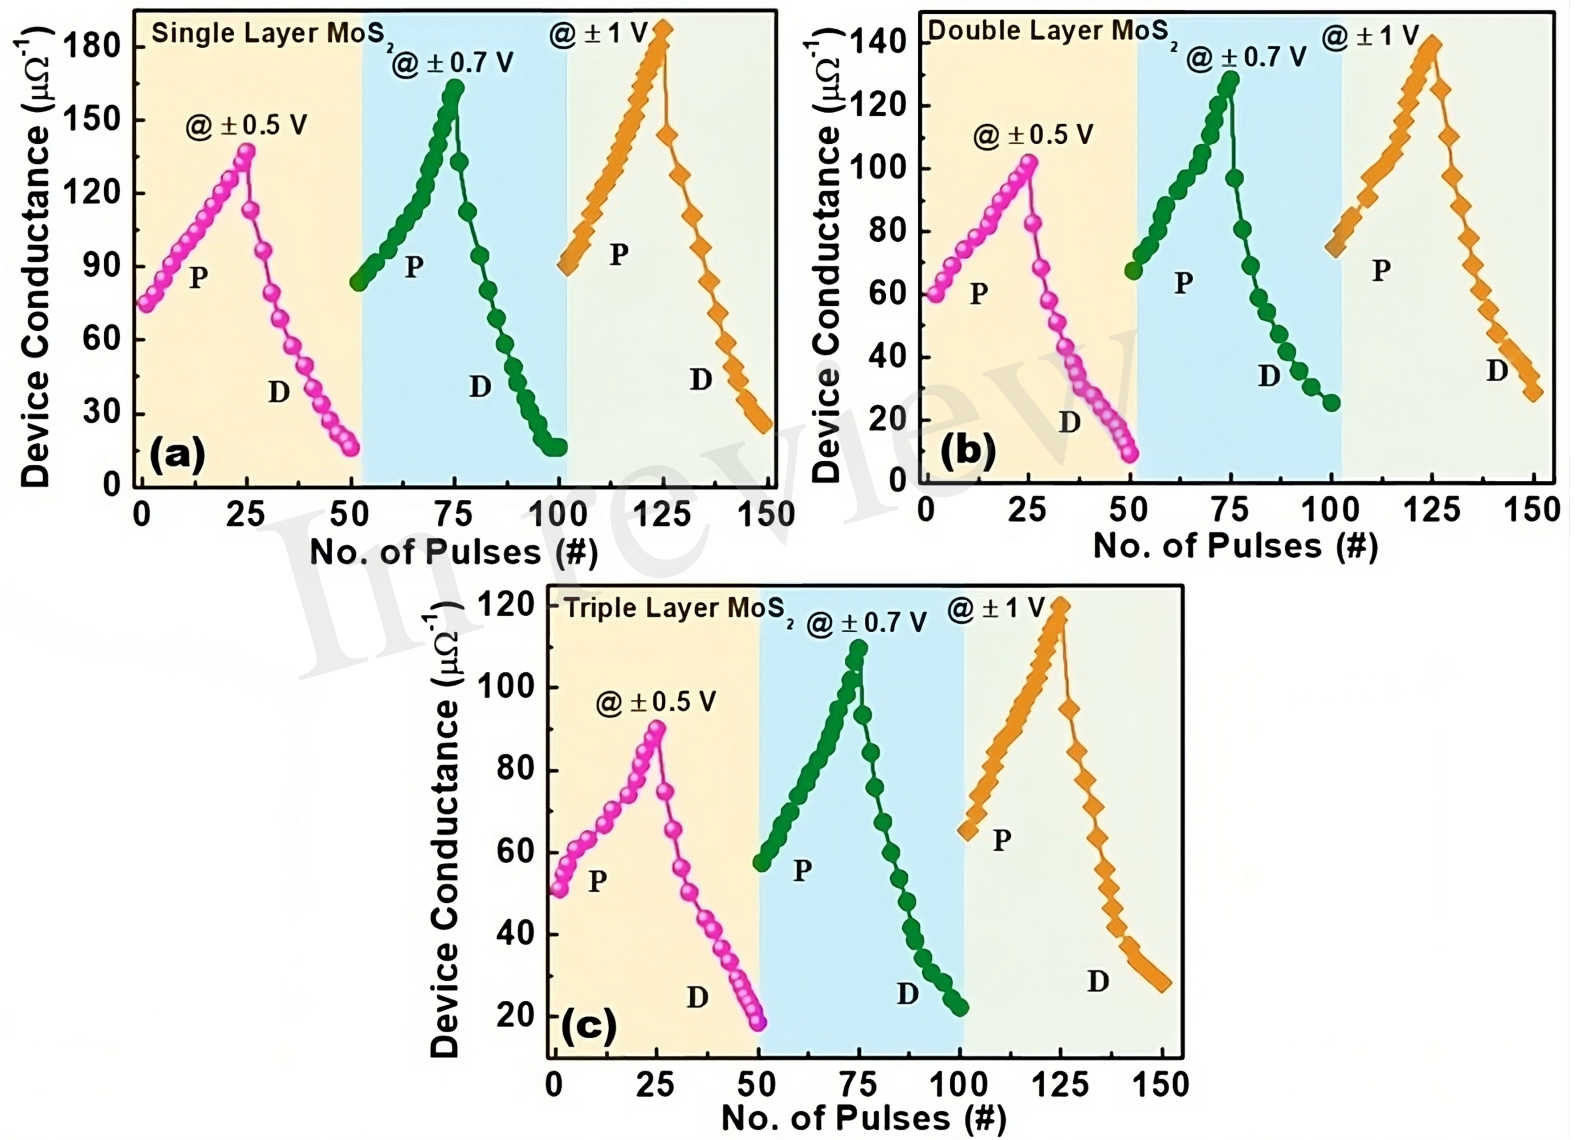 Single Layer MoS₂
@ ± 0.5 V
@ ± 0.7 V
@ ± 1 V
P
D
P
D
P
D
(a)
Device Conductance (µΩ⁻¹)
180
150
120
90
60
30
0
0 25 50 75 100 125 150
No. of Pulses (#)
Double Layer MoS₂
@ ± 0.5 V
@ ± 0.7 V
@ ± 1 V
P
D
P
D
P
D
(b)
Device Conductance (µΩ⁻¹)
140
120
100
80
60
40
20
0
0 25 50 75 100 125 150
No. of Pulses (#)
Triple Layer MoS₂
@ ± 0.5 V
@ ± 0.7 V
@ ± 1 V
P
D
P
D
P
D
(c)
Device Conductance (µΩ⁻¹)
120
100
80
60
40
20
0 25 50 75 100 125 150
No. of Pulses (#)
In review